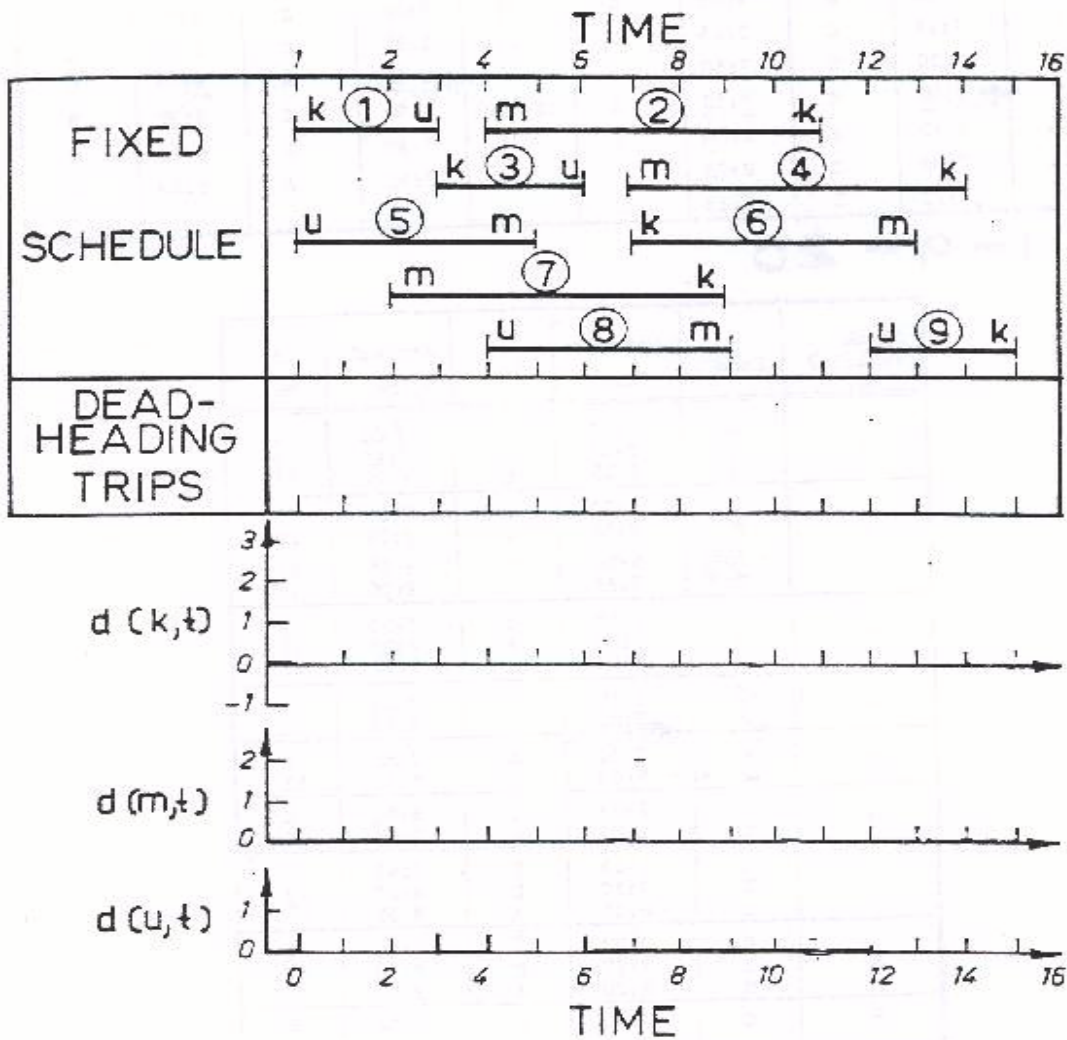 TIME
1 2 4 6 8 10 12 14 16
FIXED
SCHEDULE
k 1 u m 2 k
k 3 u m 4 k
u 5 m k 6 m
m 7 k
u 8 m u 9 k
DEAD-
HEADING
TRIPS
3
2
d (k,t) 1
0
-1
2
d (m,t) 1
0
d (u,t) 1
0
0 2 4 6 8 10 12 14 16
TIME